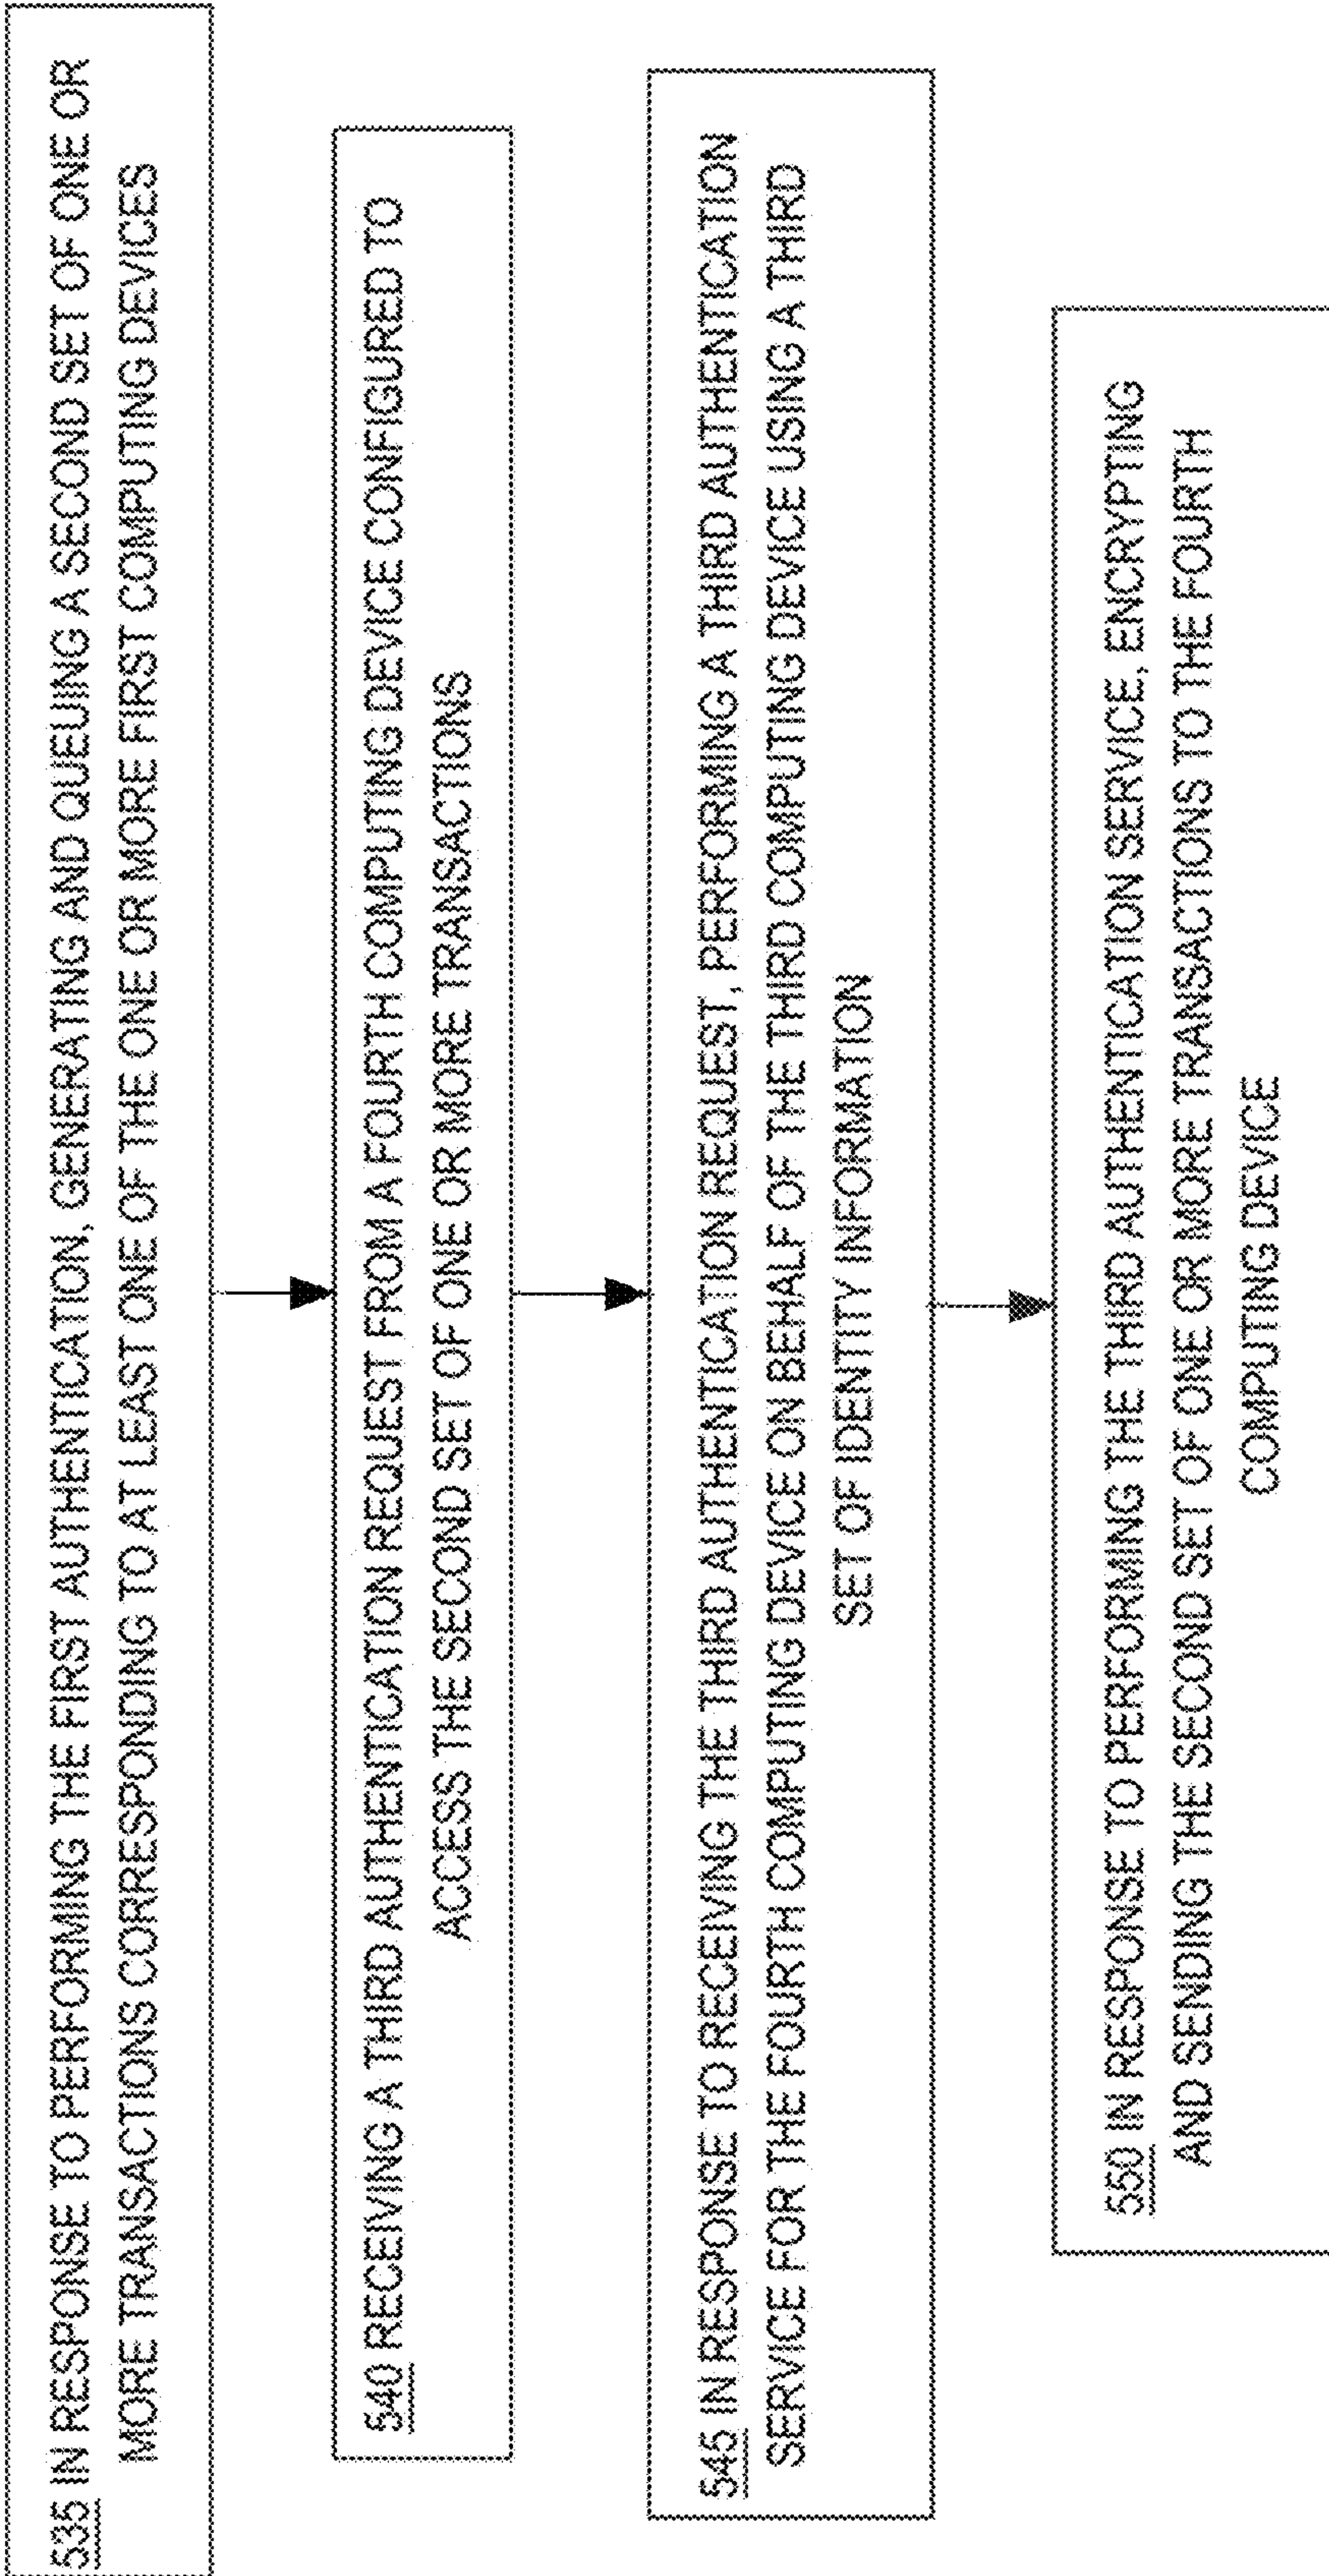 535 IN RESPONSE TO PERFORMING THE FIRST AUTHENTICATION, GENERATING AND QUEUING A SECOND SET OF ONE OR
MORE TRANSACTIONS CORRESPONDING TO AT LEAST ONE OF THE ONE OR MORE FIRST COMPUTING DEVICES
540 RECEIVING A THIRD AUTHENTICATION REQUEST FROM A FOURTH COMPUTING DEVICE CONFIGURED TO
ACCESS THE SECOND SET OF ONE OR MORE TRANSACTIONS
545 IN RESPONSE TO RECEIVING THE THIRD AUTHENTICATION REQUEST, PERFORMING A THIRD AUTHENTICATION
SERVICE FOR THE FOURTH COMPUTING DEVICE ON BEHALF OF THE THIRD COMPUTING DEVICE USING A THIRD
SET OF IDENTITY INFORMATION
550 IN RESPONSE TO PERFORMING THE THIRD AUTHENTICATION SERVICE, ENCRYPTING
AND SENDING THE SECOND SET OF ONE OR MORE TRANSACTIONS TO THE FOURTH
COMPUTING DEVICE